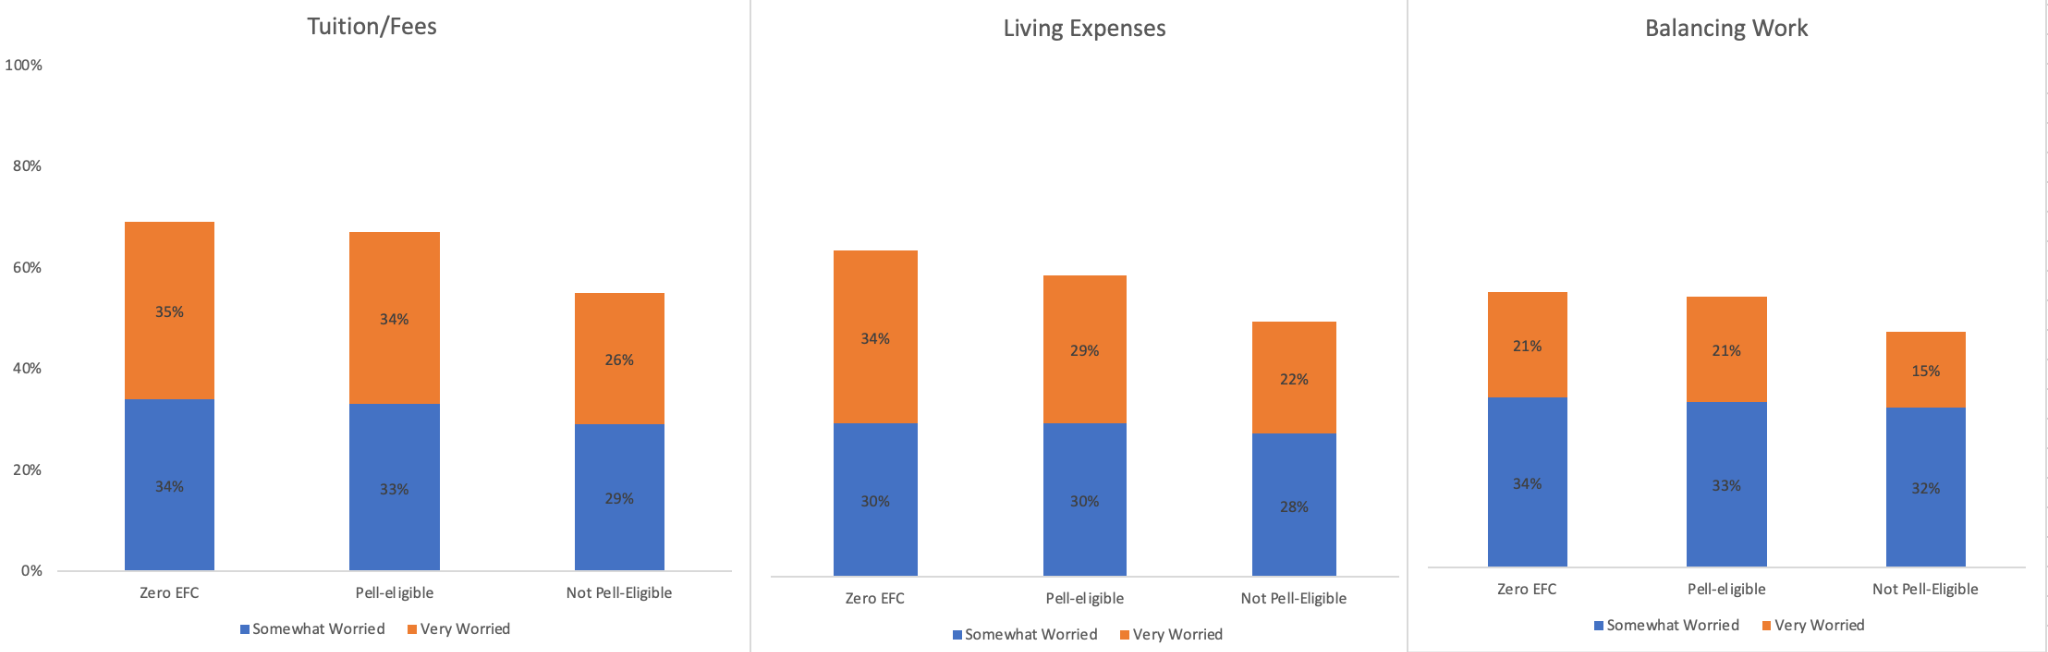 Tuition/Fees
100%
80%
60%
40%
20%
0%
35%
34%
26%
34%
33%
29%
Zero EFC Pell-eligible Not Pell-Eligible
Somewhat Worried Very Worried
Living Expenses
34%
29%
22%
30%
30%
28%
Zero EFC Pell-eligible Not Pell-Eligible
Somewhat Worried Very Worried
Balancing Work
21%
21%
15%
34%
33%
32%
Zero EFC Pell-eligible Not Pell-Eligible
Somewhat Worried Very Worried